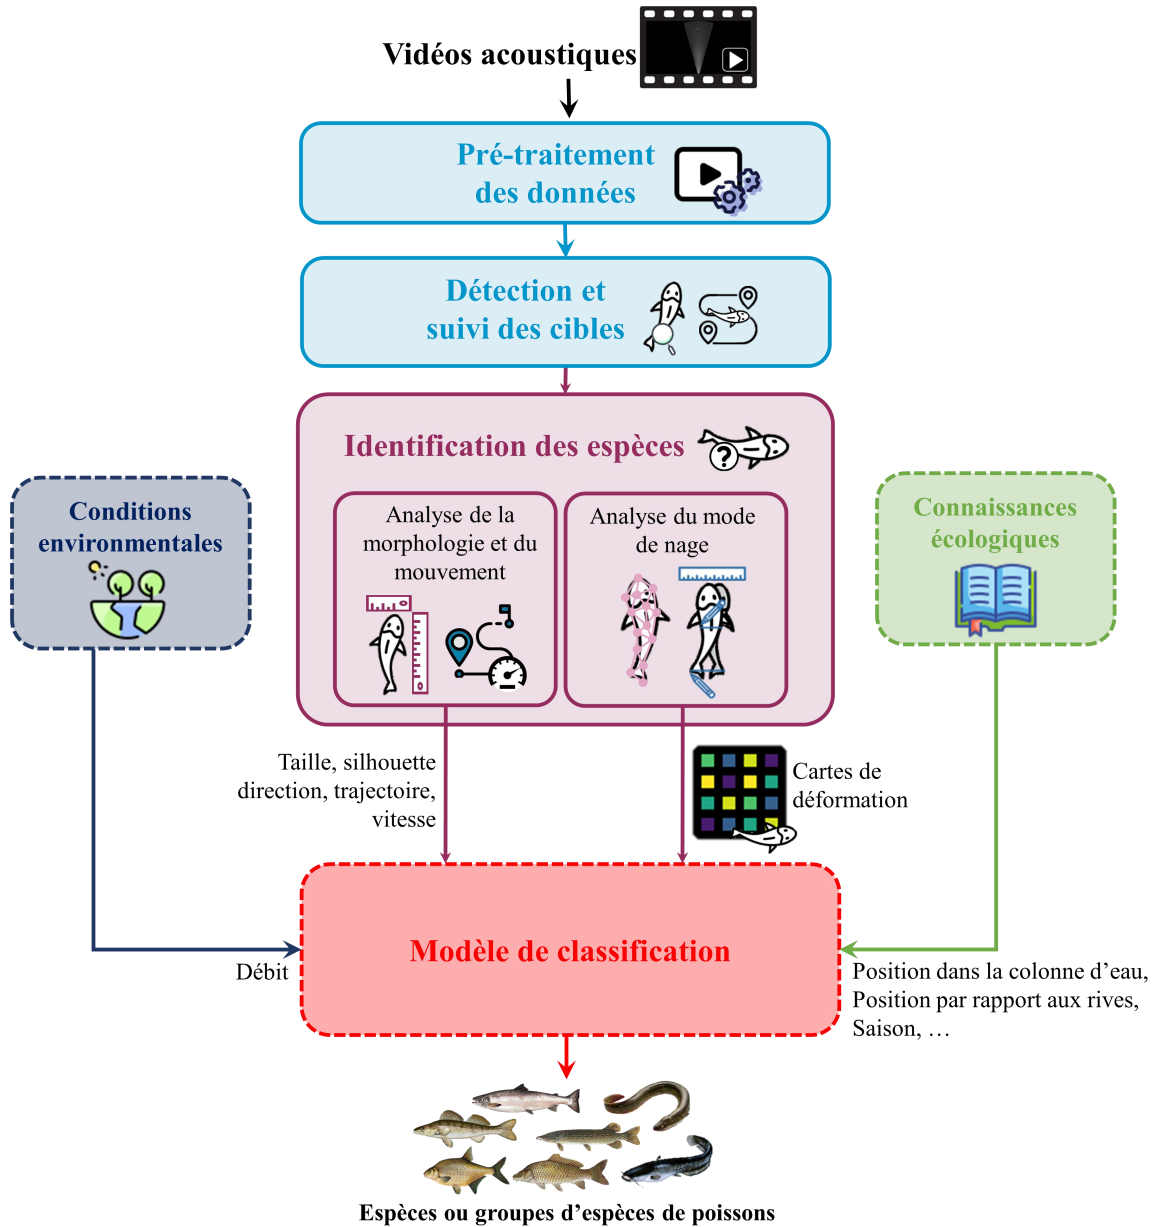 Vidéos acoustiques
Pré-traitement
des données
Détection et
suivi des cibles
Identification des espèces
?
Conditions
environnementales
Analyse de la
morphologie et du
mouvement
Analyse du mode
de nage
Connaissances
écologiques
Taille, silhouette
direction, trajectoire,
vitesse
Cartes de
déformation
Modèle de classification
Débit
Position dans la colonne d’eau,
Position par rapport aux rives,
Saison, …
Espèces ou groupes d’espèces de poissons